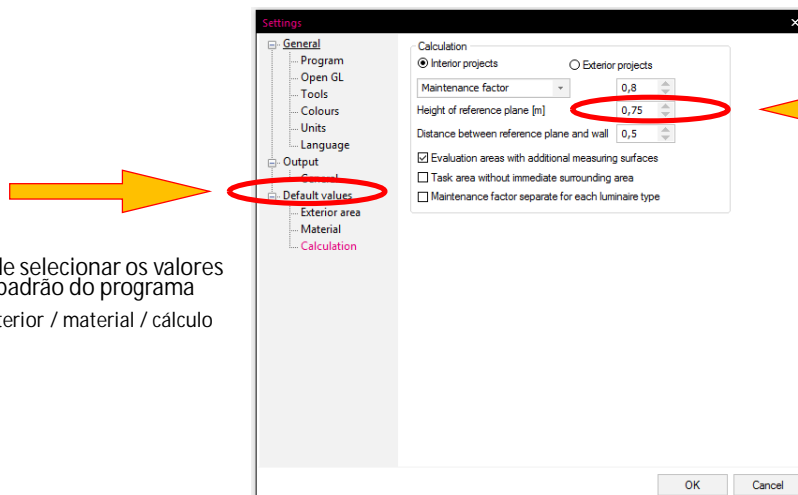 Settings
General
Program
Open GL
Tools
Colours
Units
Language
Output
General
Default values
Exterior area
Material
Calculation
Calculation
Interior projects Exterior projects
Maintenance factor 0,8
Height of reference plane [m] 0,75
Distance between reference plane and wall 0,5
Evaluation areas with additional measuring surfaces
Task area without immediate surrounding area
Maintenance factor separate for each luminaire type
selecionar os valores
padrão do programa
/ material / cálculo
OK Cancel